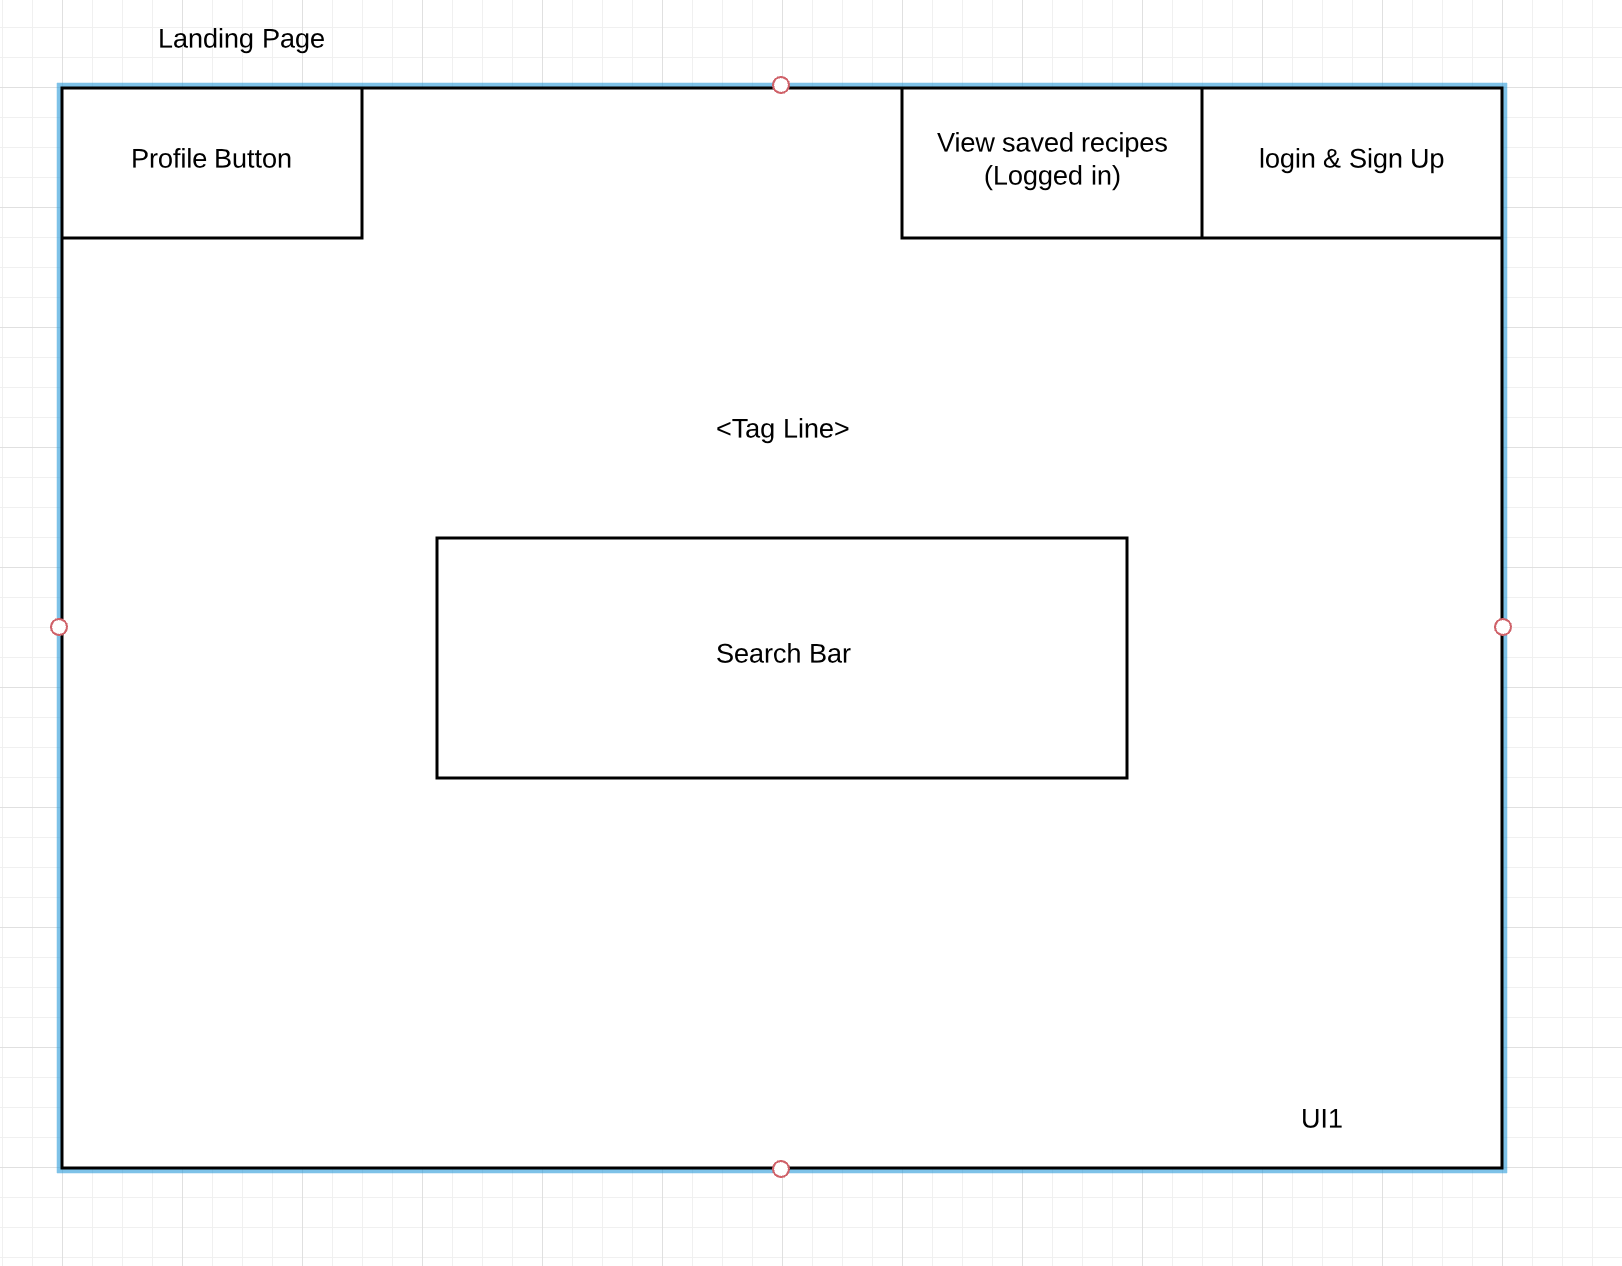 Landing Page
Profile Button
View saved recipes
(Logged in)
login & Sign Up
<Tag Line>
Search Bar
UI1